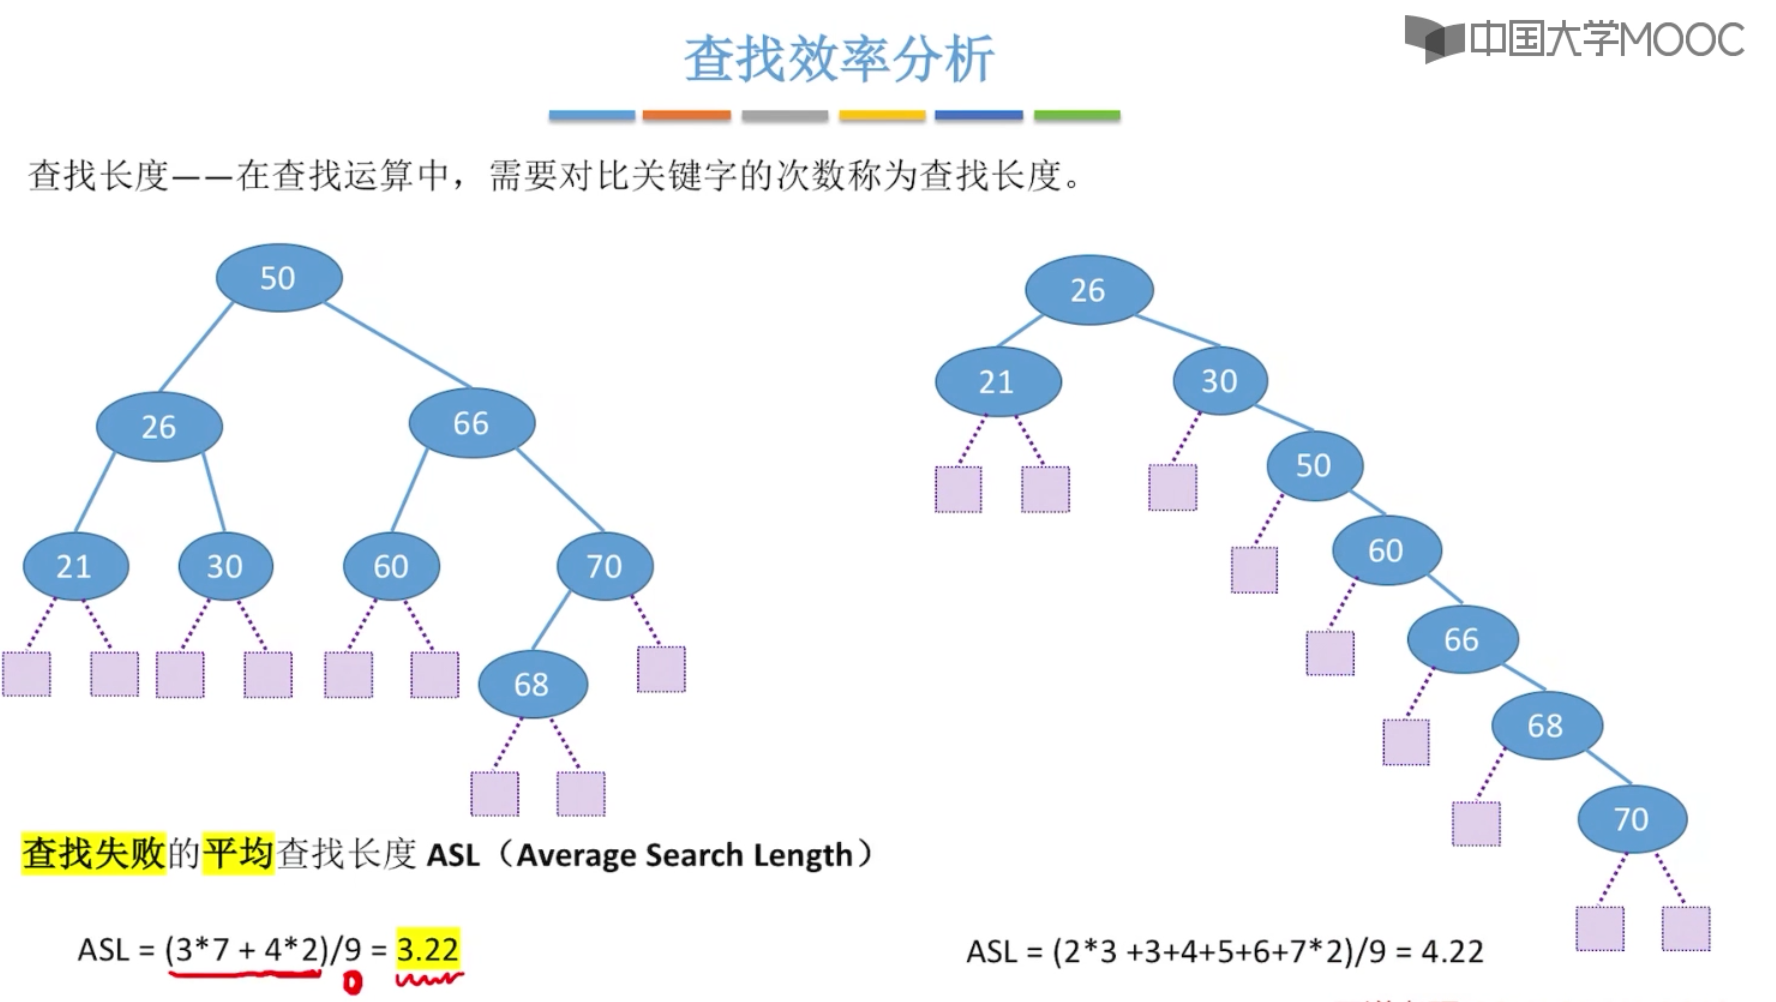 中国大学MOOC
查找效率分析
查找长度——在查找运算中，需要对比关键字的次数称为查找长度。
50
26
66
21
30
60
70
68
26
21
30
50
60
66
68
70
查找失败的平均查找长度 ASL（Average Search Length）
ASL = (3*7 + 4*2)/9 = 3.22
ASL = (2*3 +3+4+5+6+7*2)/9 = 4.22